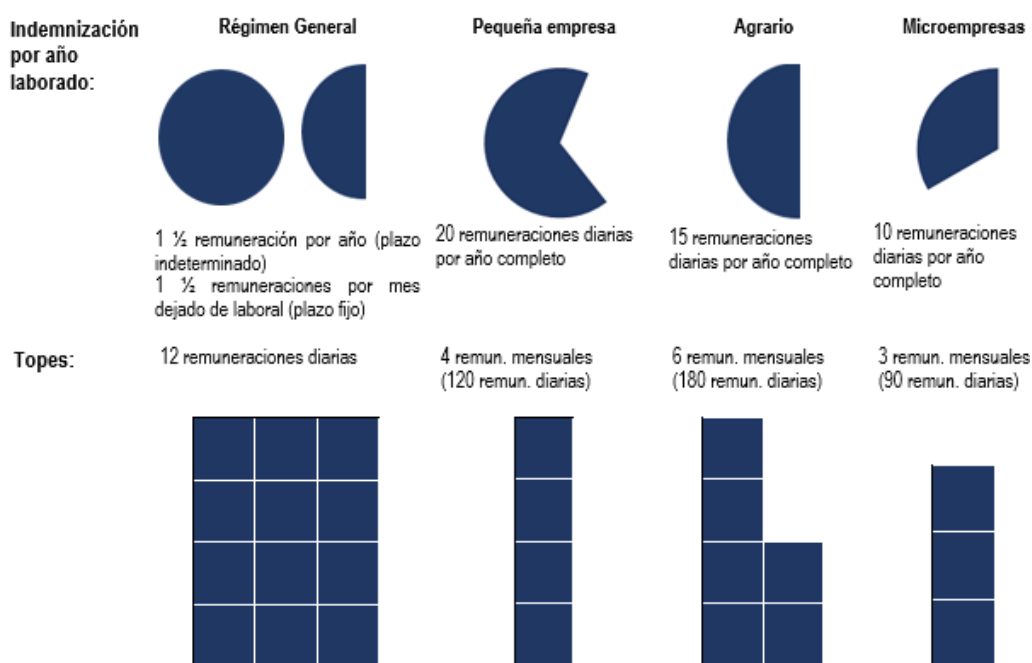 Indemnización
por año
laborado:
Régimen General
Pequeña empresa
Agrario
Microempresas
1 ½ remuneración por año (plazo
indeterminado)
1 ½ remuneraciones por mes
dejado de laboral (plazo fijo)
20 remuneraciones diarias
por año completo
15 remuneraciones
diarias por año completo
10 remuneraciones
diarias por año
completo
Topes:
12 remuneraciones diarias
4 remun. mensuales
(120 remun. diarias)
6 remun. mensuales
(180 remun. diarias)
3 remun. mensuales
(90 remun. diarias)